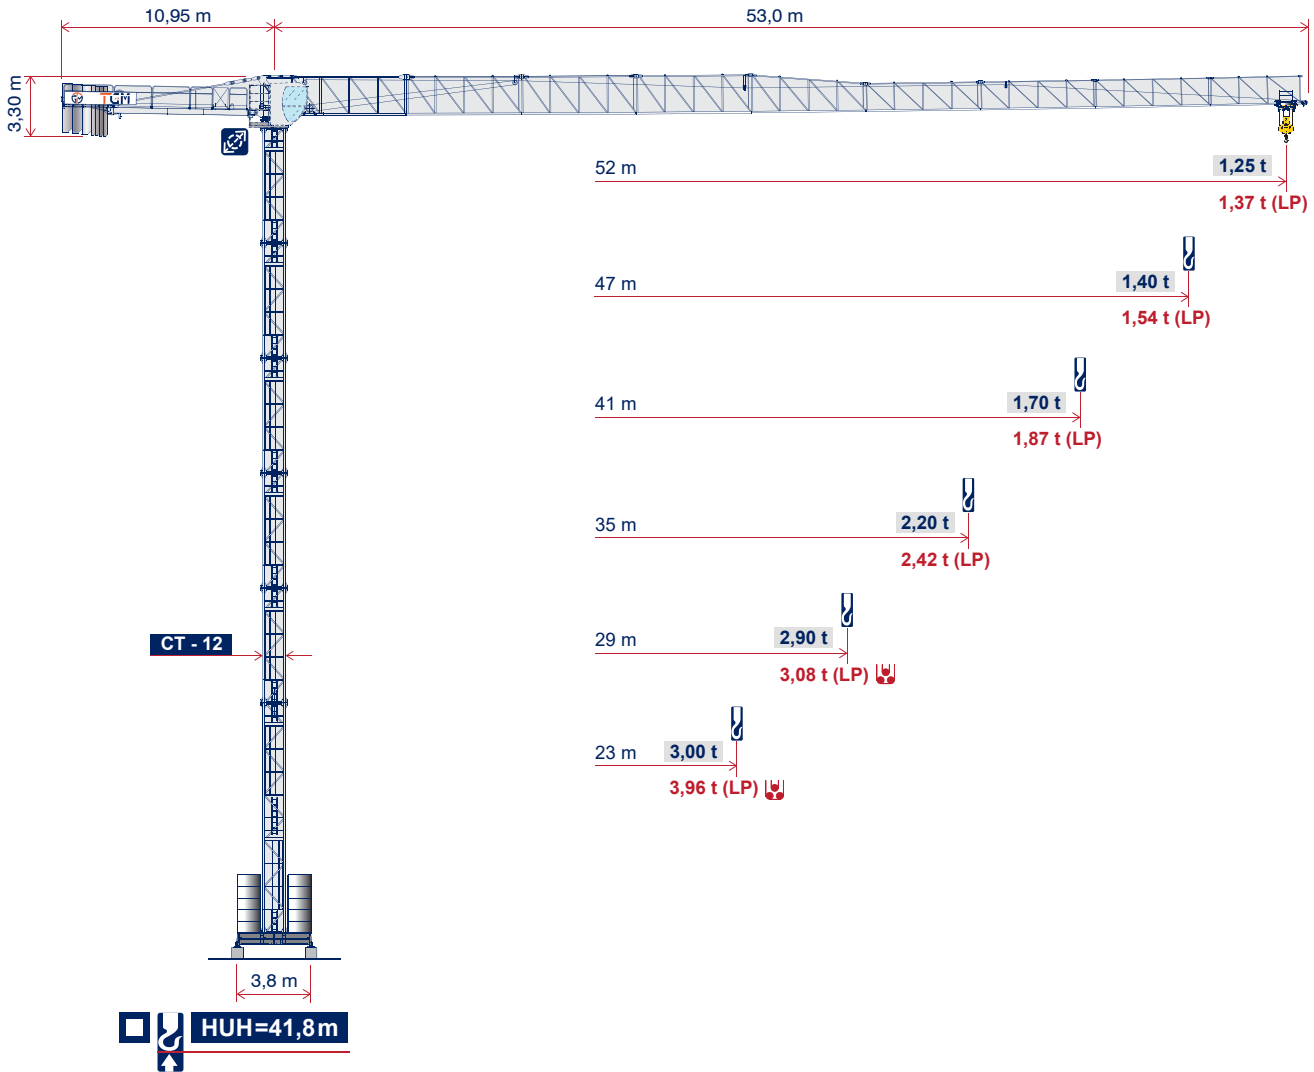 10,95 m
53,0 m
3,30 m
TGM
52 m
1,25 t
1,37 t (LP)
47 m
1,40 t
1,54 t (LP)
41 m
1,70 t
1,87 t (LP)
35 m
2,20 t
2,42 t (LP)
CT - 12
29 m
2,90 t
3,08 t (LP)
23 m
3,00 t
3,96 t (LP)
3,8 m
HUH=41,8m